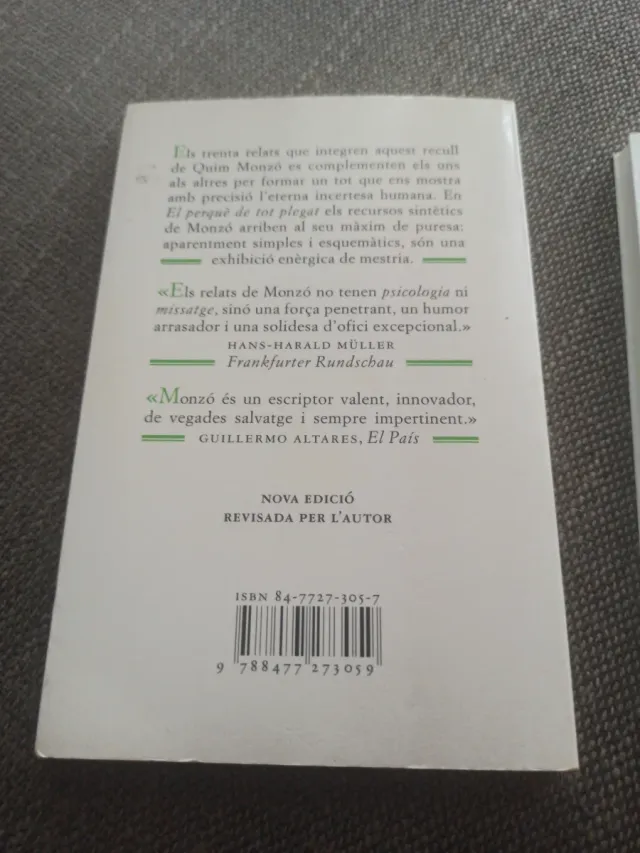 Els trenta relats que integren aquest recull
de Quim Monzó es complementen els uns
als altres per formar un tot que ens mostra
amb precisió l'eterna incertesa humana. En
El perquè de tot plegat els recursos sintètics
de Monzó arriben al seu màxim de puresa:
aparentment simples i esquemàtics, són una
exhibició enèrgica de mestria.
«Els relats de Monzó no tenen psicologia ni
missatge, sinó una força penetrant, un humor
arrasador i una solidesa d'ofici excepcional.»
HANS-HARALD MÜLLER
Frankfurter Rundschau
«Monzó és un escriptor valent, innovador,
de vegades salvatge i sempre impertinent.»
GUILLERMO ALTARES, El País
NOVA EDICIÓ
REVISADA PER L'AUTOR
ISBN 84-7727-305-7
9 788477 273059